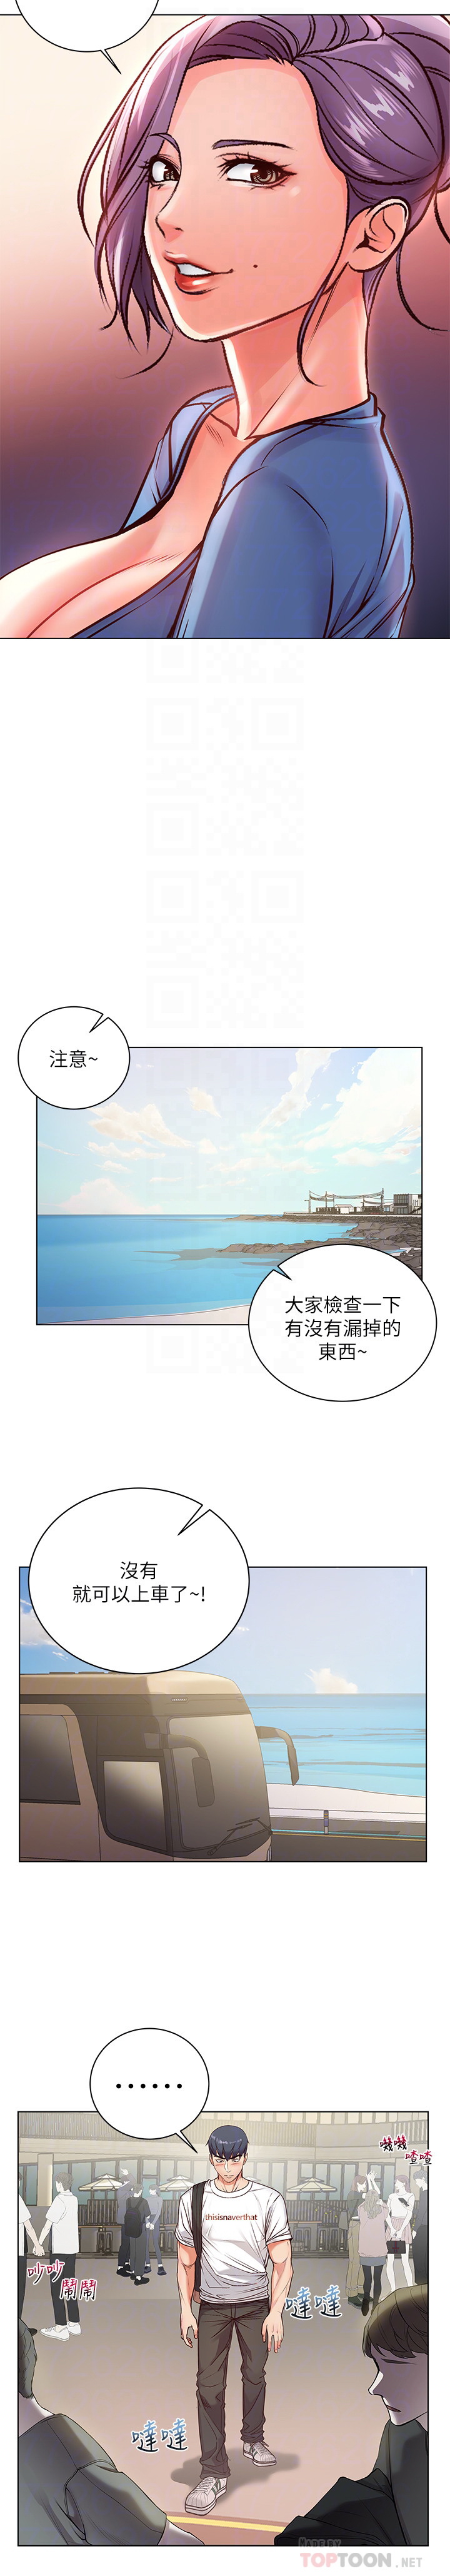 注意~
大家檢查一下
有沒有漏掉的
東西~
沒有
就可以上車了~!
……
嘰嘰
喳喳
thisisnaverthat
吵吵
鬧鬧
噠噠
噠噠
MADE BY
TOPTOON.NET